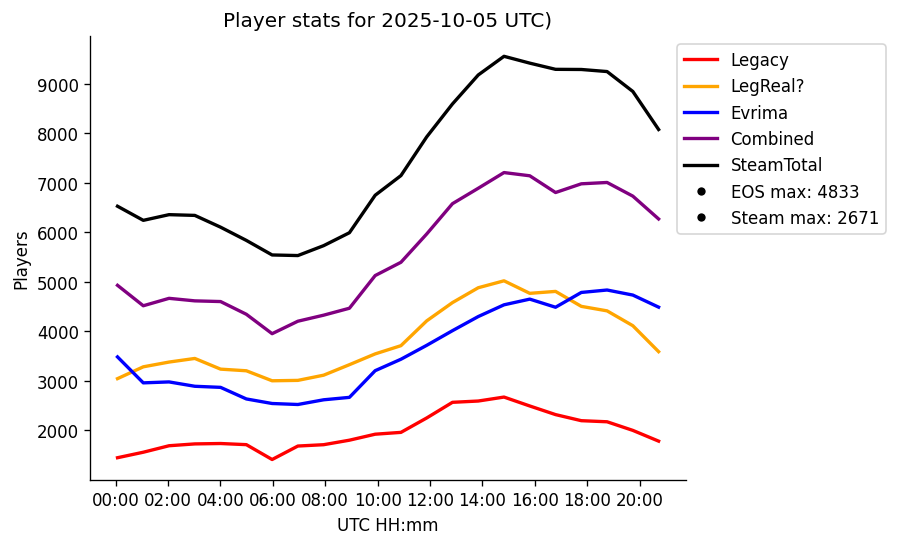 Player stats for 2025-10-05 UTC)
Legacy
LegReal?
Evrima
Combined
SteamTotal
EOS max: 4833
Steam max: 2671
Players
9000
8000
7000
6000
5000
4000
3000
2000
00:00 02:00 04:00 06:00 08:00 10:00 12:00 14:00 16:00 18:00 20:00
UTC HH:mm